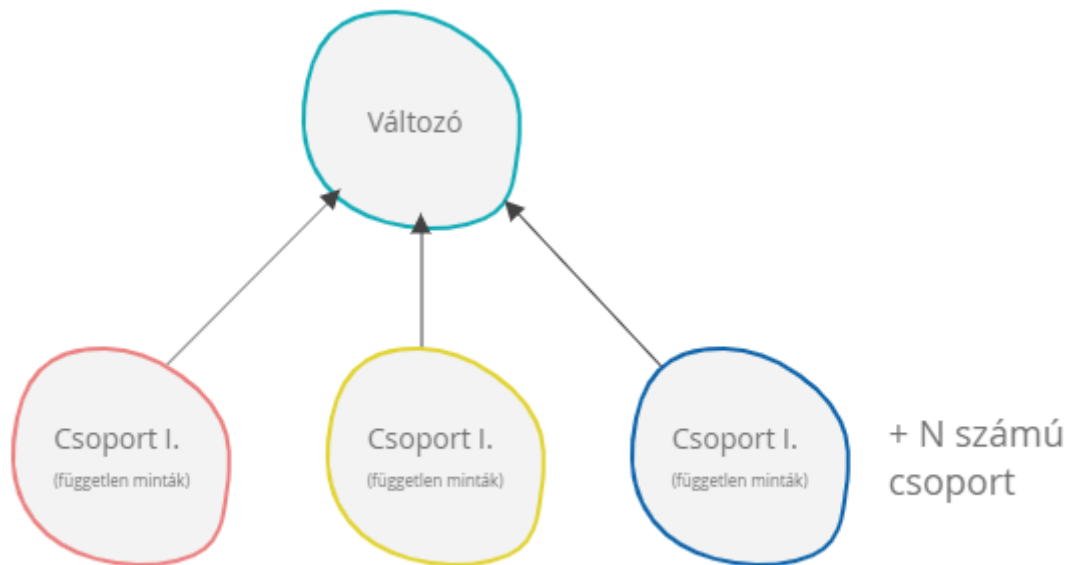 Változó
Csoport I.
(független minták)
Csoport I.
(független minták)
Csoport I.
(független minták)
+ N számú
csoport